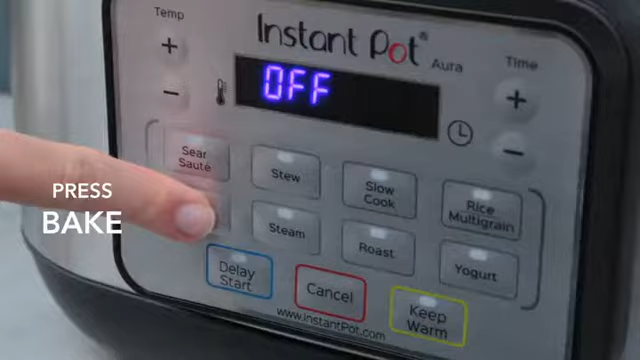 Temp
Instant Pot®
Aura
Time
+
+
OFF
-
-
Sear
Sauté
Stew
Slow
Cook
Rice
Multigrain
PRESS
BAKE
Steam
Roast
Yogurt
Delay
Start
Cancel
Keep
Warm
www.instantPot.com